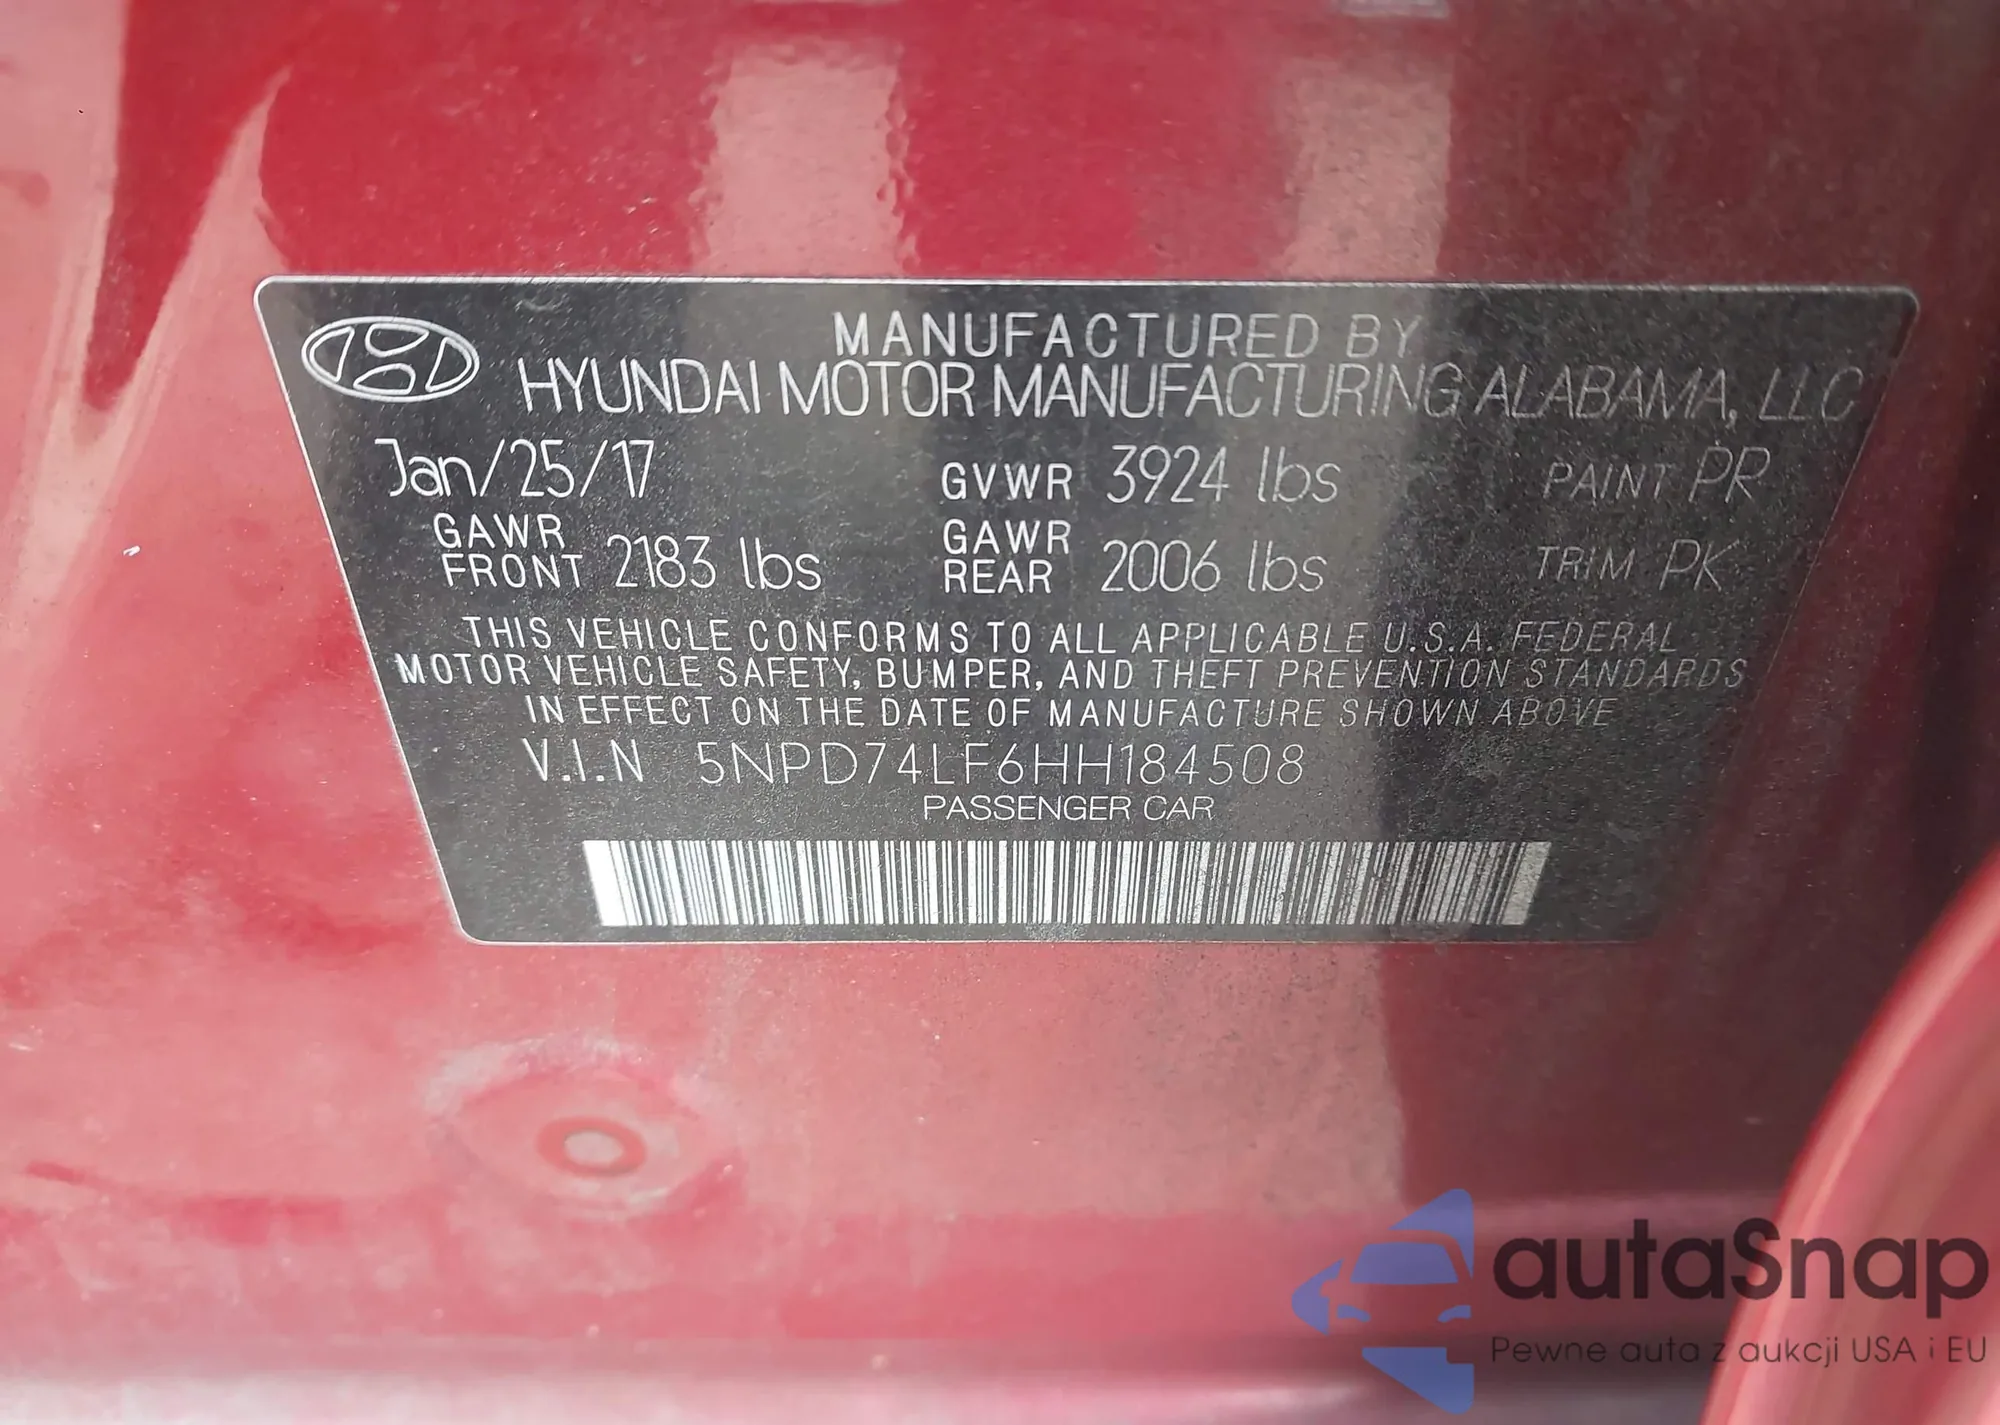 MANUFACTURED BY
HYUNDAI MOTOR MANUFACTURING ALABAMA, LLC
Jan/25/17 GVWR 3924 lbs PAINT PR
GAWR FRONT 2183 lbs GAWR REAR 2006 lbs TRIM PK
THIS VEHICLE CONFORMS TO ALL APPLICABLE U.S.A. FEDERAL
MOTOR VEHICLE SAFETY, BUMPER, AND THEFT PREVENTION STANDARDS
IN EFFECT ON THE DATE OF MANUFACTURE SHOWN ABOVE
V.I.N 5NPD74LF6HH184508
PASSENGER CAR
autaSnap
Pewne auta z aukcji USA i EU